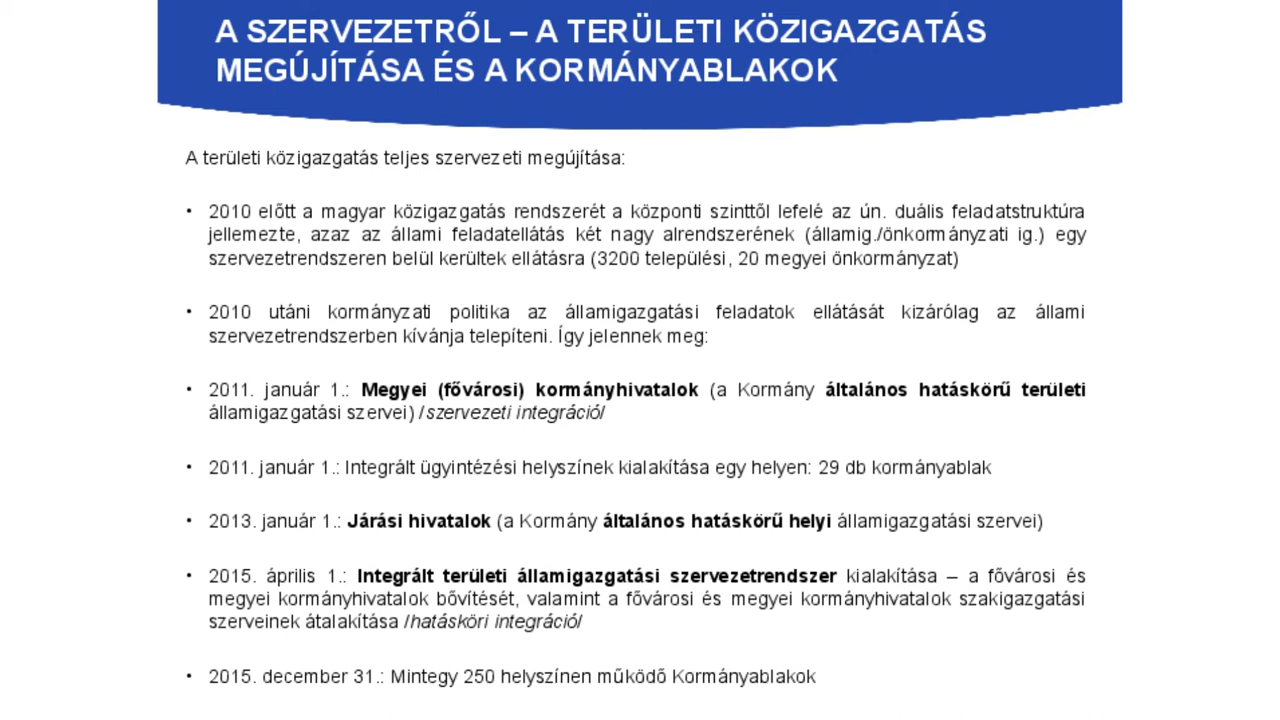 A SZERVEZETRŐL – A TERÜLETI KÖZIGAZGATÁS
MEGÚJÍTÁSA ÉS A KORMÁNYABLAKOK
A területi közigazgatás teljes szervezeti megújítása:
• 2010 előtt a magyar közigazgatás rendszerét a központi szinttől lefelé az ún. duális feladatstruktúra
jellemezte, azaz az állami feladatellátás két nagy alrendszerének (államig./önkormányzati ig.) egy
szervezetrendszeren belül kerültek ellátásra (3200 települési, 20 megyei önkormányzat)
• 2010 utáni kormányzati politika az államigazgatási feladatok ellátását kizárólag az állami
szervezetrendszerben kívánja telepíteni. Így jelennek meg:
• 2011. január 1.: Megyei (fővárosi) kormányhivatalok (a Kormány általános hatáskörű területi
államigazgatási szervei) /szervezeti integráció/
• 2011. január 1.: Integrált ügyintézési helyszínek kialakítása egy helyen: 29 db kormányablak
• 2013. január 1.: Járási hivatalok (a Kormány általános hatáskörű helyi államigazgatási szervei)
• 2015. április 1.: Integrált területi államigazgatási szervezetrendszer kialakítása – a fővárosi és
megyei kormányhivatalok bővítését, valamint a fővárosi és megyei kormányhivatalok szakigazgatási
szerveinek átalakítása /hatásköri integráció/
• 2015. december 31.: Mintegy 250 helyszínen működő Kormányablakok